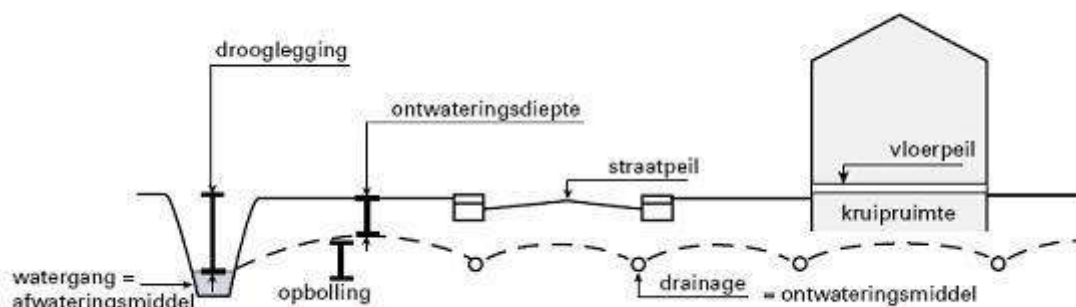 drooglegging
ontwateringsdiepte
straatpeil
vloerpeil
kruipruimte
watergang =
afwateringsmiddel
opbolling
drainage = ontwateringsmiddel